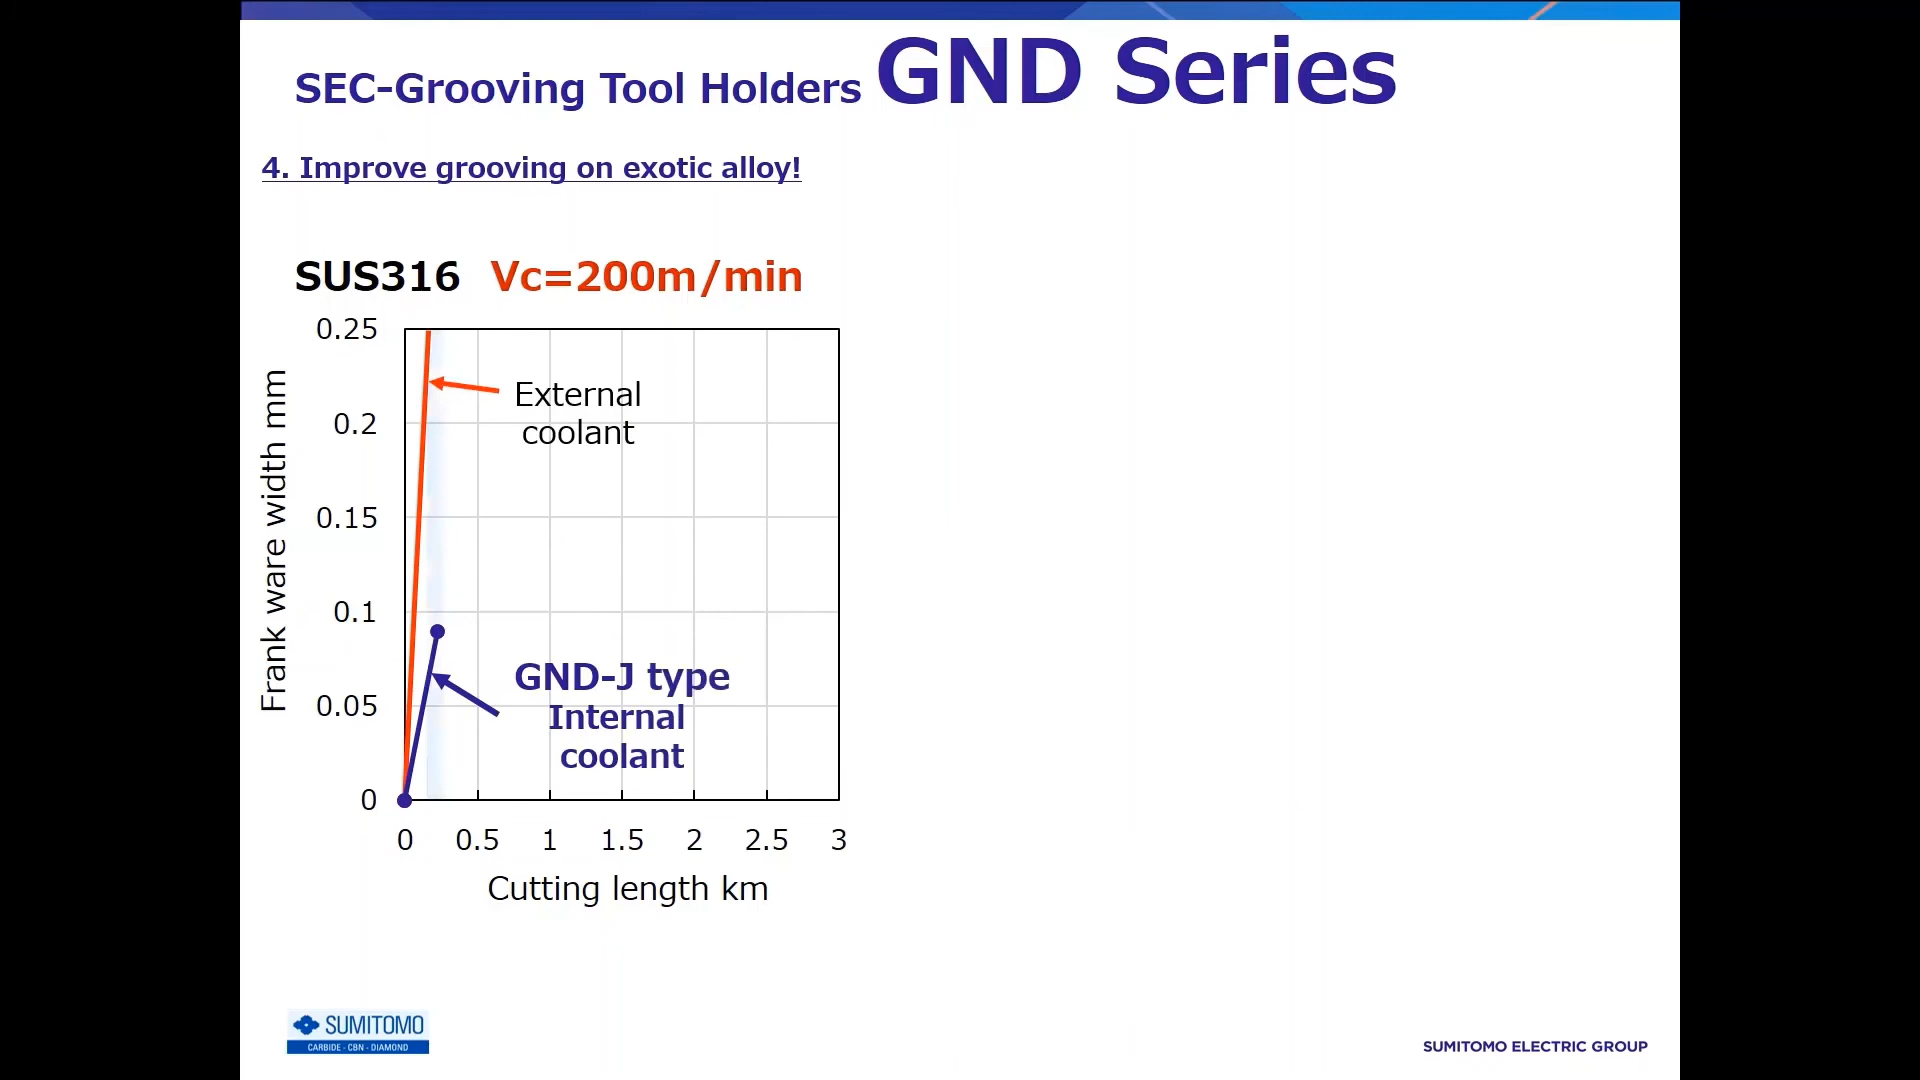 SEC-Grooving Tool Holders GND Series
4. Improve grooving on exotic alloy!
SUS316 Vc=200m/min
Frank ware width mm
0.25
0.2
0.15
0.1
0.05
0
External
coolant
GND-J type
Internal
coolant
0 0.5 1 1.5 2 2.5 3
Cutting length km
SUMITOMO
CARBIDE - CBN - DIAMOND
SUMITOMO ELECTRIC GROUP